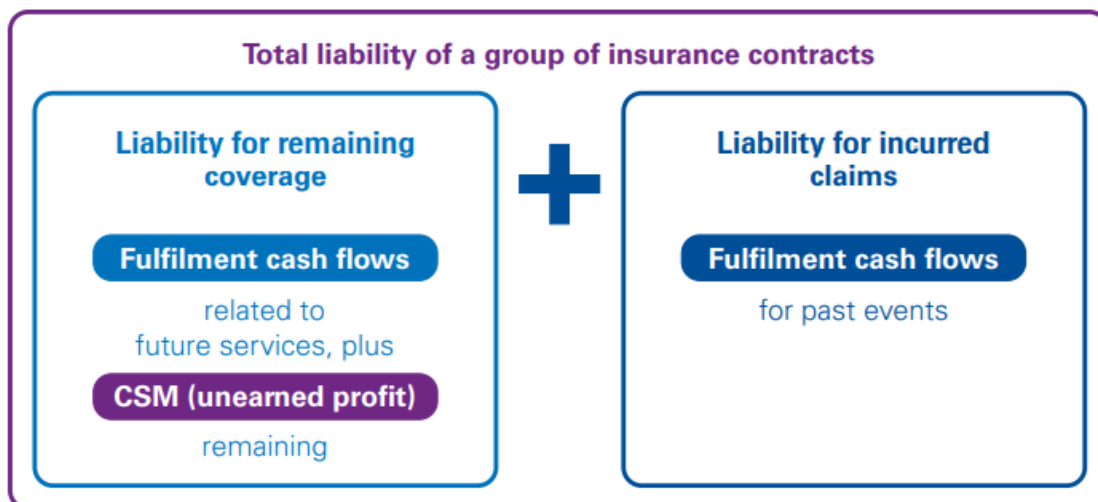 Total liability of a group of insurance contracts
Liability for remaining
coverage
Fulfilment cash flows
related to
future services, plus
CSM (unearned profit)
remaining
Liability for incurred
claims
Fulfilment cash flows
for past events